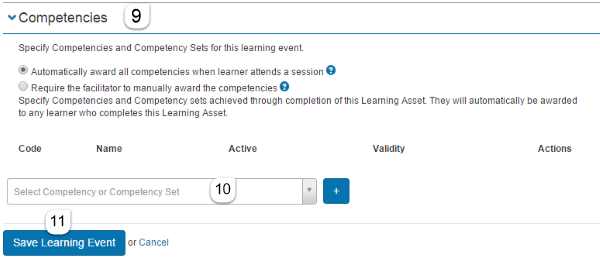 Competencies 9
Specify Competencies and Competency Sets for this learning event.
Automatically award all competencies when learner attends a session ?
Require the facilitator to manually award the competencies ?
Specify Competencies and Competency sets achieved through completion of this Learning Asset. They will automatically be awarded
to any learner who completes this Learning Asset.
Code Name Active Validity Actions
Select Competency or Competency Set 10 +
11
Save Learning Event or Cancel